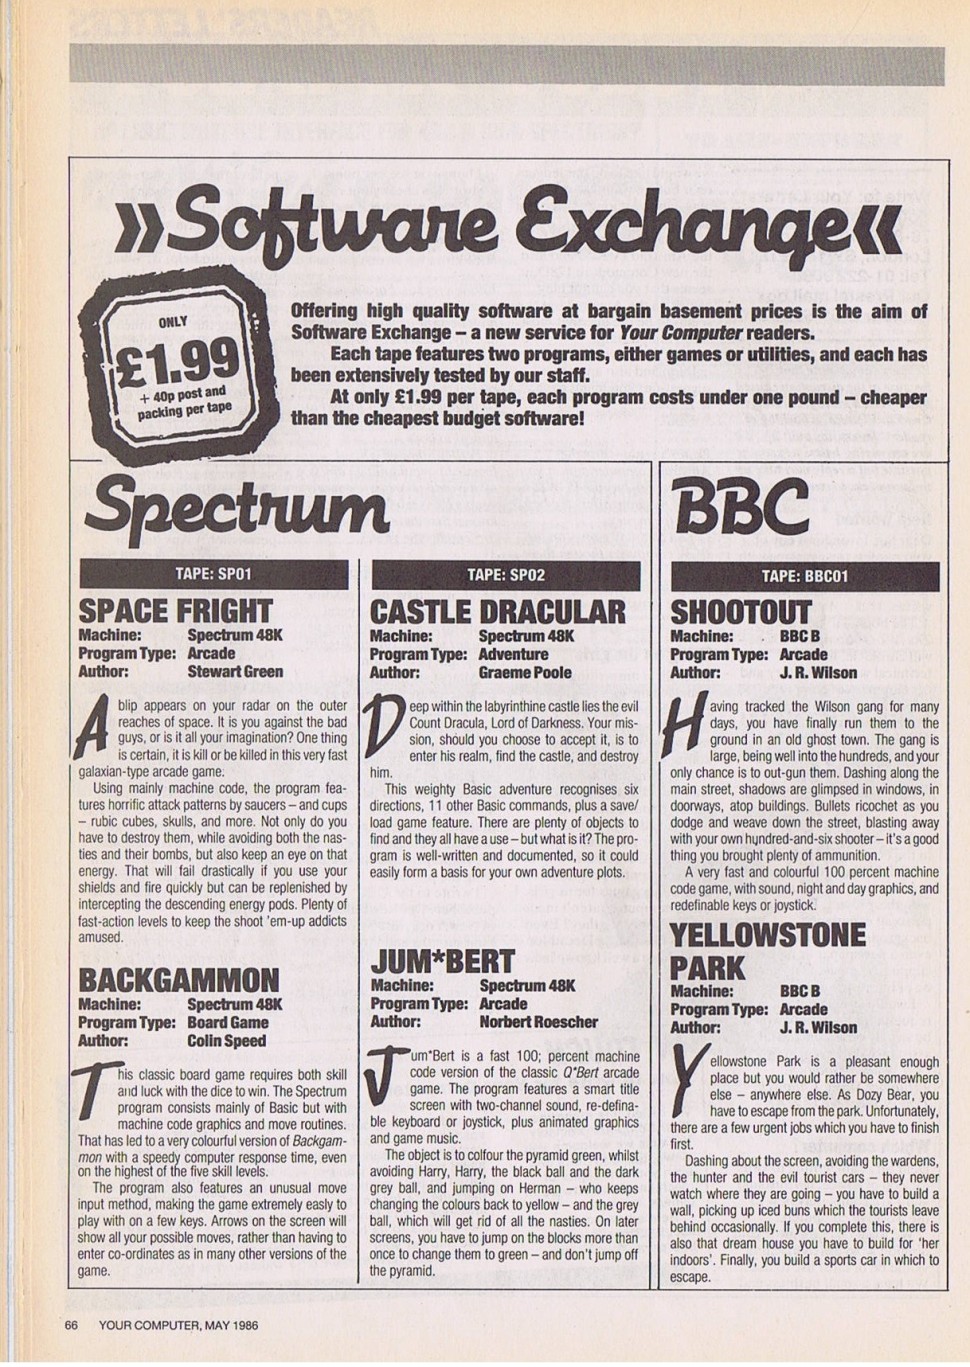 »Software Exchange«
ONLY
£1.99
+ 40p post and
packing per tape
Offering high quality software at bargain basement prices is the aim of
Software Exchange – a new service for Your Computer readers.
Each tape features two programs, either games or utilities, and each has
been extensively tested by our staff.
At only £1.99 per tape, each program costs under one pound – cheaper
than the cheapest budget software!
Spectrum
TAPE: SP01
SPACE FRIGHT
Machine: Spectrum 48K
Program Type: Arcade
Author: Stewart Green
A blip appears on your radar on the outer
reaches of space. It is you against the bad
guys, or is it all your imagination? One thing
is certain, it is kill or be killed in this very fast
galaxian-type arcade game.
Using mainly machine code, the program fea-
tures horrific attack patterns by saucers – and cups
– rubic cubes, skulls, and more. Not only do you
have to destroy them, while avoiding both the nas-
ties and their bombs, but also keep an eye on that
energy. That will fail drastically if you use your
shields and fire quickly but can be replenished by
intercepting the descending energy pods. Plenty of
fast-action levels to keep the shoot 'em-up addicts
amused.
BACKGAMMON
Machine: Spectrum 48K
Program Type: Board Game
Author: Colin Speed
This classic board game requires both skill
and luck with the dice to win. The Spectrum
program consists mainly of Basic but with
machine code graphics and move routines.
That has led to a very colourful version of Backgam-
mon with a speedy computer response time, even
on the highest of the five skill levels.
The program also features an unusual move
input method, making the game extremely easy to
play with on a few keys. Arrows on the screen will
show all your possible moves, rather than having to
enter co-ordinates as in many other versions of the
game.
TAPE: SP02
CASTLE DRACULAR
Machine: Spectrum 48K
Program Type: Adventure
Author: Graeme Poole
Deep within the labyrinthine castle lies the evil
Count Dracula, Lord of Darkness. Your mis-
sion, should you choose to accept it, is to
enter his realm, find the castle, and destroy
him.
This weighty Basic adventure recognises six
directions, 11 other Basic commands, plus a save/
load game feature. There are plenty of objects to
find and they all have a use – but what is it? The pro-
gram is well-written and documented, so it could
easily form a basis for your own adventure plots.
JUM*BERT
Machine: Spectrum 48K
Program Type: Arcade
Author: Norbert Roescher
Jum*Bert is a fast 100; percent machine
code version of the classic Q*Bert arcade
game. The program features a smart title
screen with two-channel sound, re-defina-
ble keyboard or joystick, plus animated graphics
and game music.
The object is to colfour the pyramid green, whilst
avoiding Harry, Harry, the black ball and the dark
grey ball, and jumping on Herman – who keeps
changing the colours back to yellow – and the grey
ball, which will get rid of all the nasties. On later
screens, you have to jump on the blocks more than
once to change them to green – and don't jump off
the pyramid.
BBC
TAPE: BBC01
SHOOTOUT
Machine: BBC B
Program Type: Arcade
Author: J. R. Wilson
Having tracked the Wilson gang for many
days, you have finally run them to the
ground in an old ghost town. The gang is
large, being well into the hundreds, and your
only chance is to out-gun them. Dashing along the
main street, shadows are glimpsed in windows, in
doorways, atop buildings. Bullets ricochet as you
dodge and weave down the street, blasting away
with your own hundred-and-six shooter – it's a good
thing you brought plenty of ammunition.
A very fast and colourful 100 percent machine
code game, with sound, night and day graphics, and
redefinable keys or joystick.
YELLOWSTONE
PARK
Machine: BBC B
Program Type: Arcade
Author: J. R. Wilson
Yellowstone Park is a pleasant enough
place but you would rather be somewhere
else – anywhere else. As Dozy Bear, you
have to escape from the park. Unfortunately,
there are a few urgent jobs which you have to finish
first.
Dashing about the screen, avoiding the wardens,
the hunter and the evil tourist cars – they never
watch where they are going – you have to build a
wall, picking up iced buns which the tourists leave
behind occasionally. If you complete this, there is
also that dream house you have to build for 'her
indoors'. Finally, you build a sports car in which to
escape.
66 YOUR COMPUTER, MAY 1986